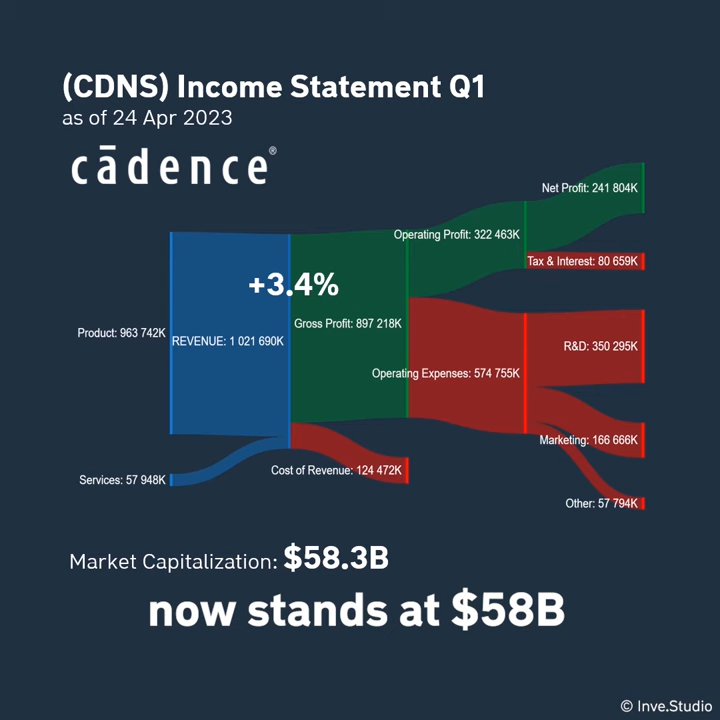 (CDNS) Income Statement Q1
as of 24 Apr 2023
cādence®
Net Profit: 241 804K
Operating Profit: 322 463K
Tax & Interest: 80 659K
+3.4%
Gross Profit: 897 218K
Product: 963 742K
REVENUE: 1 021 690K
R&D: 350 295K
Operating Expenses: 574 755K
Marketing: 166 666K
Cost of Revenue: 124 472K
Services: 57 948K
Other: 57 794K
Market Capitalization: $58.3B
now stands at $58B
© Inve.Studio